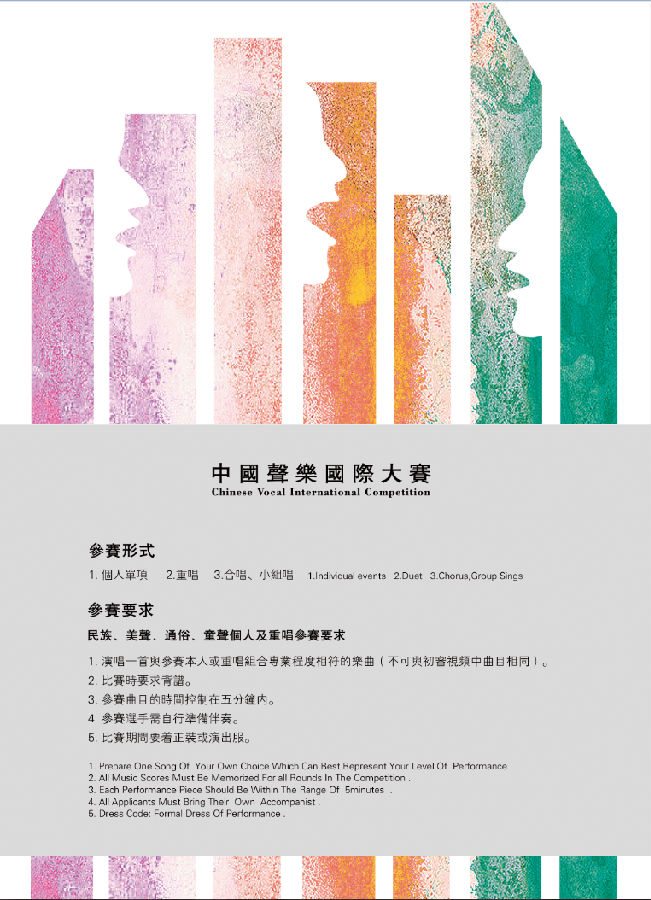 中國聲樂國際大賽
Chinese Vocal International Competition
參賽形式
1. 個人單項 2.重唱 3.合唱、小組唱 1.Individual events 2.Duet 3.Chorus,Group Sings
參賽要求
民族、美聲、通俗、童聲個人及重唱參賽要求
1. 演唱一首與參賽本人或重唱組合專業程度相符的樂曲（不可與初審視頻中曲目相同）。
2. 比賽時要求背譜。
3. 參賽曲目的時間控制在五分鐘内。
4. 參賽選手需自行準備伴奏。
5. 比賽期間要着正裝或演出服。
1. Prepare One Song Of Your Own Choice Which Can Best Represent Your Level Of Performance
2. All Music Scores Must Be Memorized For all Rounds In The Competition .
3. Each Performance Piece Should Be Within The Range Of 5minutes .
4. All Applicants Must Bring Their Own Accompanist .
5. Dress Code: Formal Dress Of Performance .